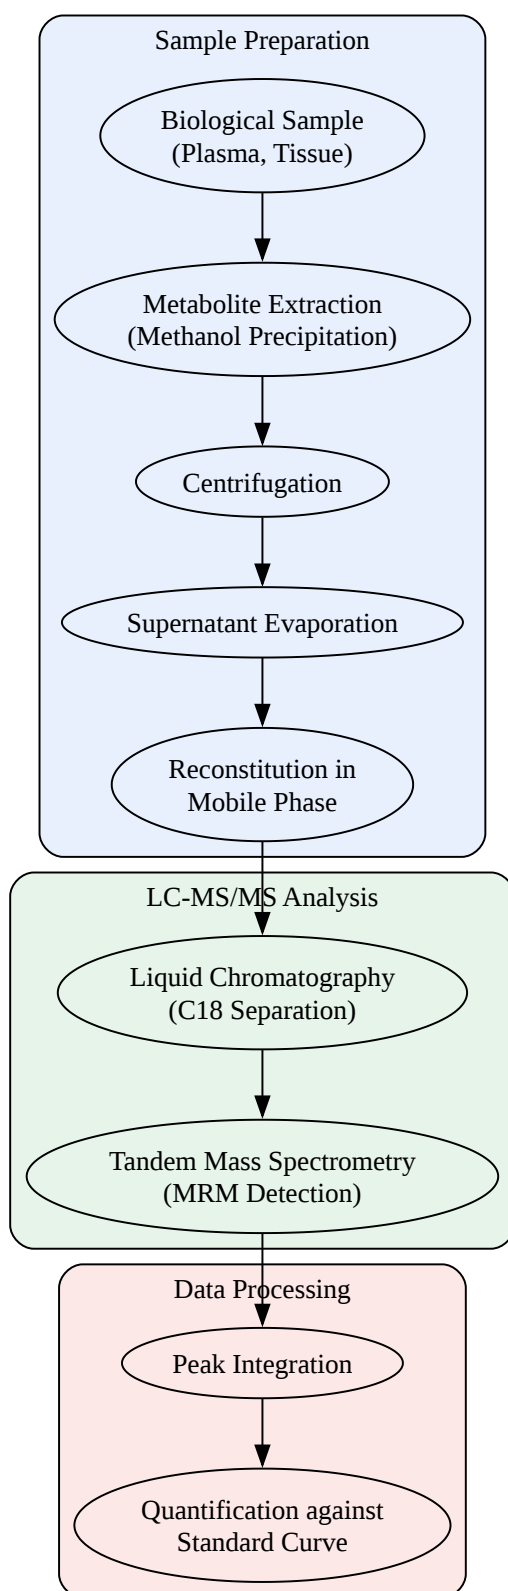 Sample Preparation
Biological Sample
(Plasma, Tissue)
Metabolite Extraction
(Methanol Precipitation)
Centrifugation
Supernatant Evaporation
Reconstitution in
Mobile Phase
LC-MS/MS Analysis
Liquid Chromatography
(C18 Separation)
Tandem Mass Spectrometry
(MRM Detection)
Data Processing
Peak Integration
Quantification against
Standard Curve